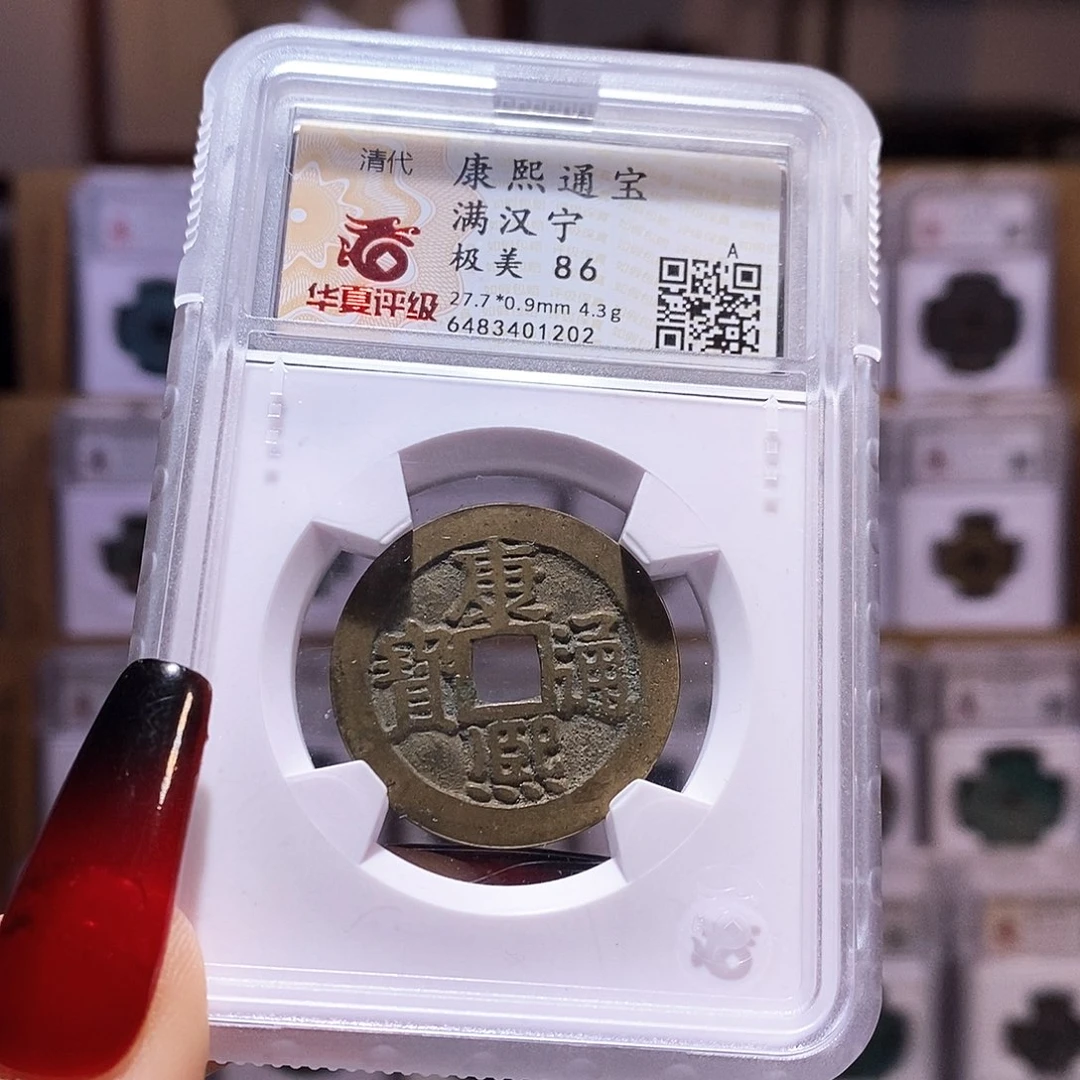 清代
康熙通宝
满汉宁
极美 86
27.7*0.9mm 4.3g
6483401202
华夏评级
A
康熙通寶